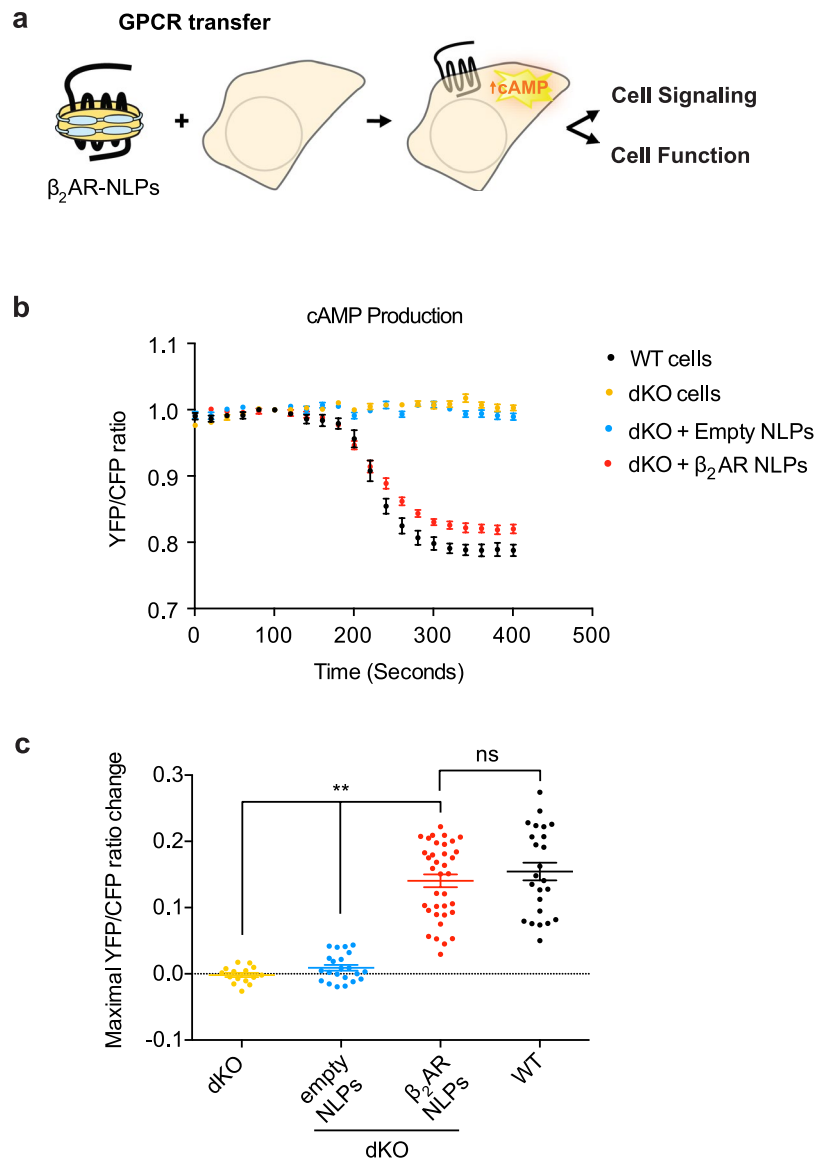 a
GPCR transfer
↑cAMP
+
Cell Signaling
Cell Function
β₂AR-NLPs
b
cAMP Production
1.1
1.0
0.9
0.8
0.7
YFP/CFP ratio
0
100
200
300
400
500
Time (Seconds)
WT cells
dKO cells
dKO + Empty NLPs
dKO + β₂AR NLPs
c
ns
**
0.3
0.2
0.1
0.0
-0.1
Maximal YFP/CFP ratio change
dKO
empty
NLPs
β₂AR
NLPs
WT
dKO